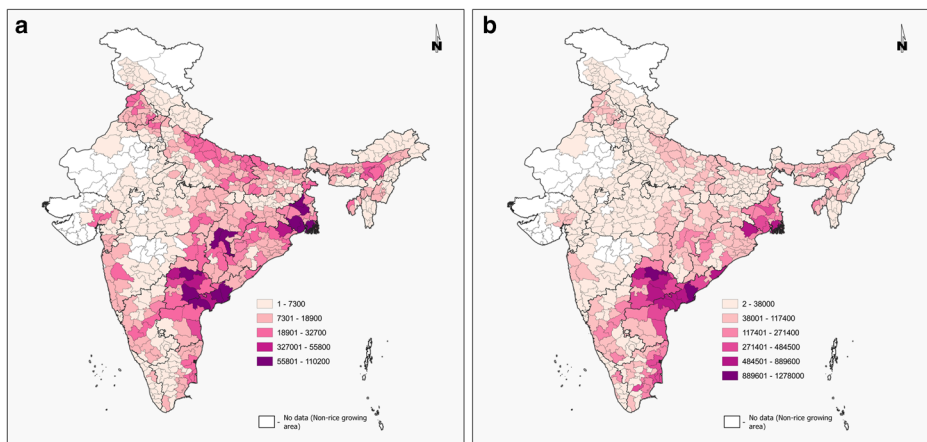 a
N
1 - 7300
7301 - 18900
18901 - 32700
327001 - 55800
55801 - 110200
- No data (Non-rice growing
area)
b
N
2 - 38000
38001 - 117400
117401 - 271400
271401 - 484500
484501 - 889600
889601 - 1278000
- No data (Non-rice growing
area)